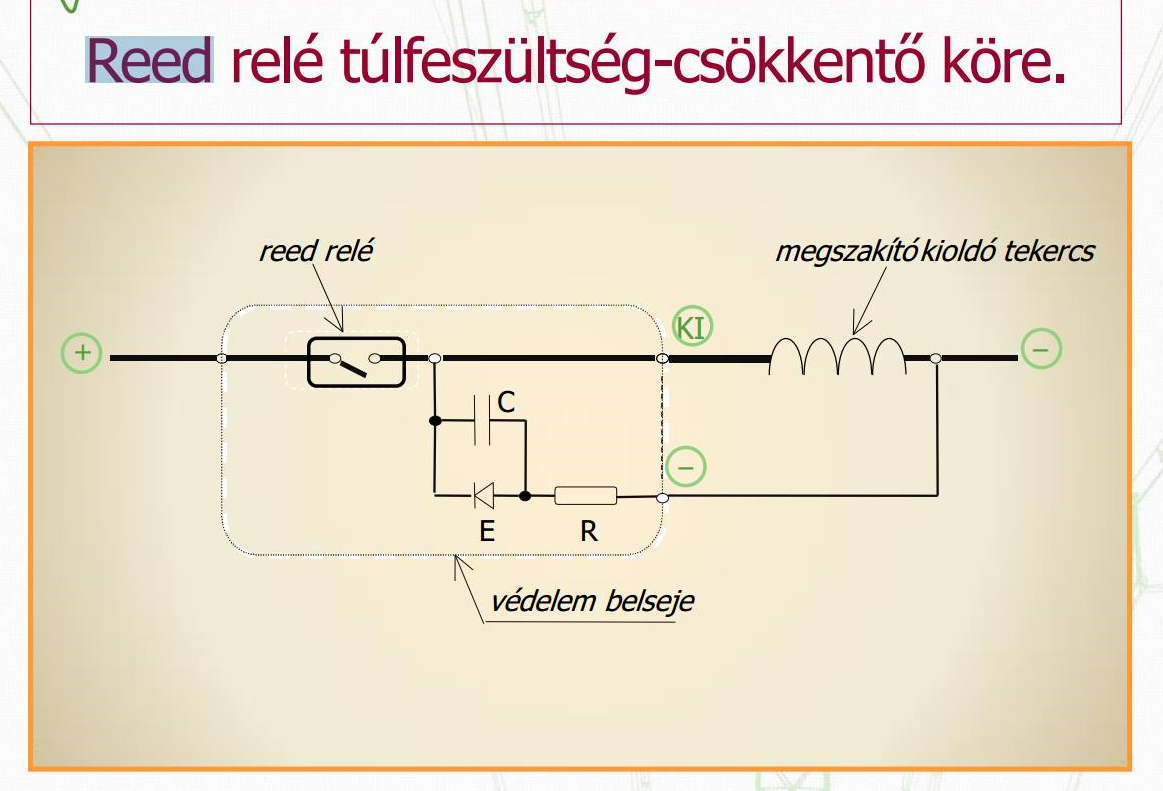 Reed relé túlfeszültség-csökkentő köre.
reed relé
megszakító kioldó tekercs
KI
+
–
C
–
E
R
védelem belseje